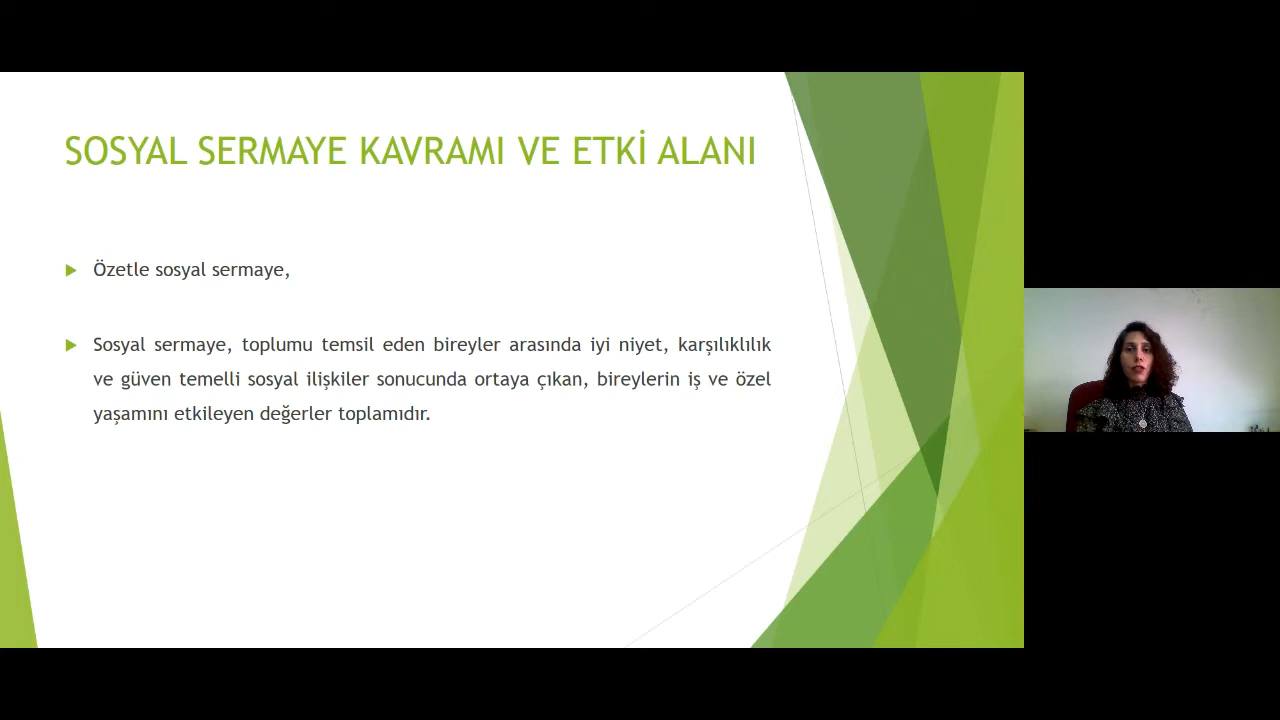 SOSYAL SERMAYE KAVRAMI VE ETKİ ALANI
Özetle sosyal sermaye,
Sosyal sermaye, toplumu temsil eden bireyler arasında iyi niyet, karşılıklılık
ve güven temelli sosyal ilişkiler sonucunda ortaya çıkan, bireylerin iş ve özel
yaşamını etkileyen değerler toplamıdır.